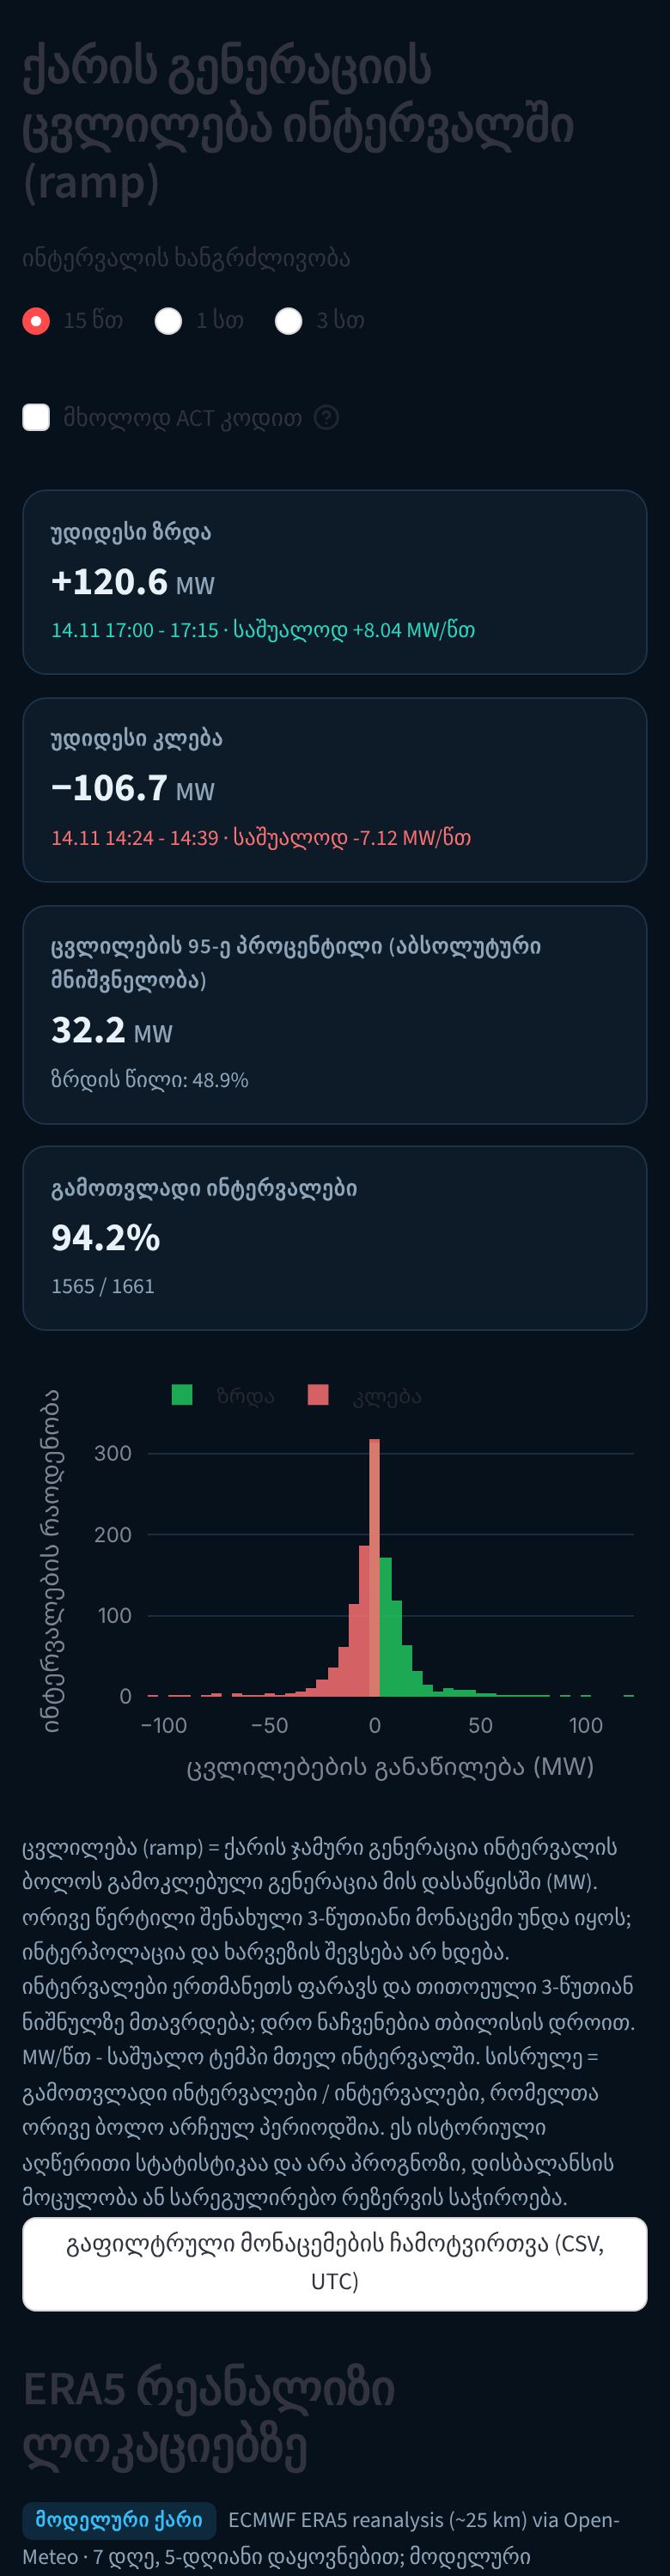 ქარის გენერაციის
ცვლილება ინტერვალში
(ramp)
ინტერვალის ხანგრძლივობა
15 წთ 1 სთ 3 სთ
მხოლოდ ACT კოდით ?
უდიდესი ზრდა
+120.6 MW
14.11 17:00 - 17:15 · საშუალოდ +8.04 MW/წთ
უდიდესი კლება
−106.7 MW
14.11 14:24 - 14:39 · საშუალოდ -7.12 MW/წთ
ცვლილების 95-ე პროცენტილი (აბსოლუტური
მნიშვნელობა)
32.2 MW
ზრდის წილი: 48.9%
გამოთვლადი ინტერვალები
94.2%
1565 / 1661
ზრდა კლება
ინტერვალების რაოდენობა
300
200
100
0
−100 −50 0 50 100
ცვლილებების განაწილება (MW)
ცვლილება (ramp) = ქარის ჯამური გენერაცია ინტერვალის
ბოლოს გამოკლებული გენერაცია მის დასაწყისში (MW).
ორივე წერტილი შენახული 3-წუთიანი მონაცემი უნდა იყოს;
ინტერპოლაცია და ხარვეზის შევსება არ ხდება.
ინტერვალები ერთმანეთს ფარავს და თითოეული 3-წუთიან
ნიშნულზე მთავრდება; დრო ნაჩვენებია თბილისის დროით.
MW/წთ - საშუალო ტემპი მთელ ინტერვალში. სისრულე =
გამოთვლადი ინტერვალები / ინტერვალები, რომელთა
ორივე ბოლო არჩეულ პერიოდშია. ეს ისტორიული
აღწერითი სტატისტიკაა და არა პროგნოზი, დისბალანსის
მოცულობა ან სარეგულირებო რეზერვის საჭიროება.
გაფილტრული მონაცემების ჩამოტვირთვა (CSV,
UTC)
ERA5 რეანალიზი
ლოკაციებზე
მოდელური ქარი ECMWF ERA5 reanalysis (~25 km) via Open-
Meteo · 7 დღე, 5-დღიანი დაყოვნებით; მოდელური